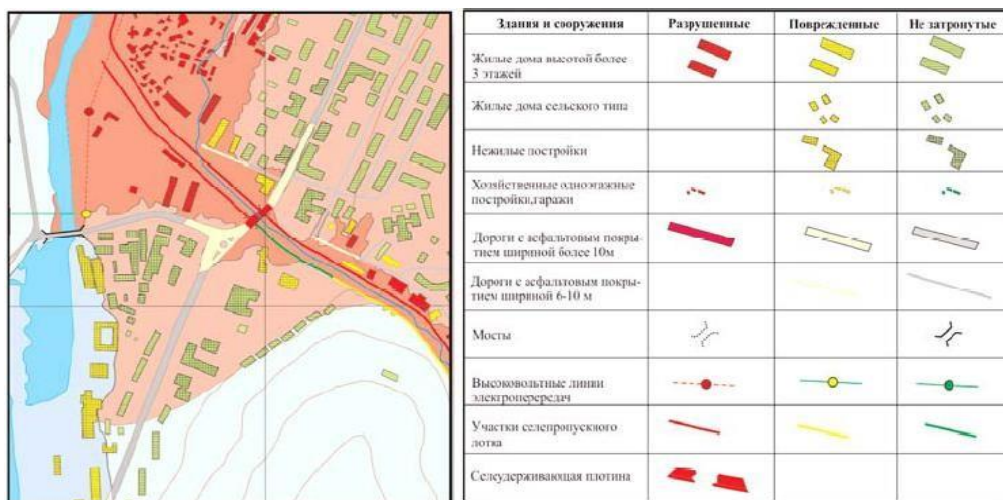 Здания и сооружения Разрушенные Поврежденные Не затронутые
Жилые дома высотой более
3 этажей
Жилые дома сельского типа
Нежилые постройки
Хозяйственные одноэтажные
постройки,гаражи
Дороги с асфальтовым покры-
тием шириной более 10м
Дороги с асфальтовым покры-
тием шириной 6-10 м
Мосты
Высоковольтные линии
электроперередач
Участки селепропускного
лотка
Селеудерживающая плотина